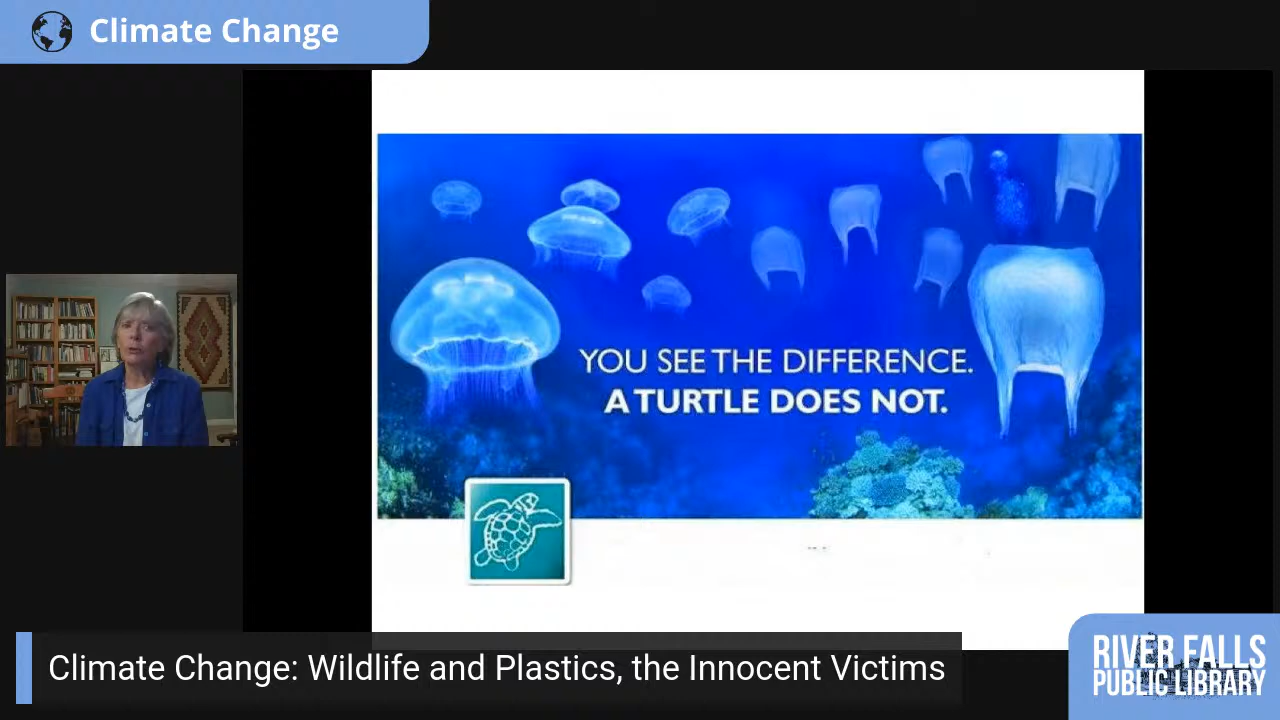 Climate Change
YOU SEE THE DIFFERENCE.
A TURTLE DOES NOT.
Climate Change: Wildlife and Plastics, the Innocent Victims
RIVER FALLS
PUBLIC LIBRARY